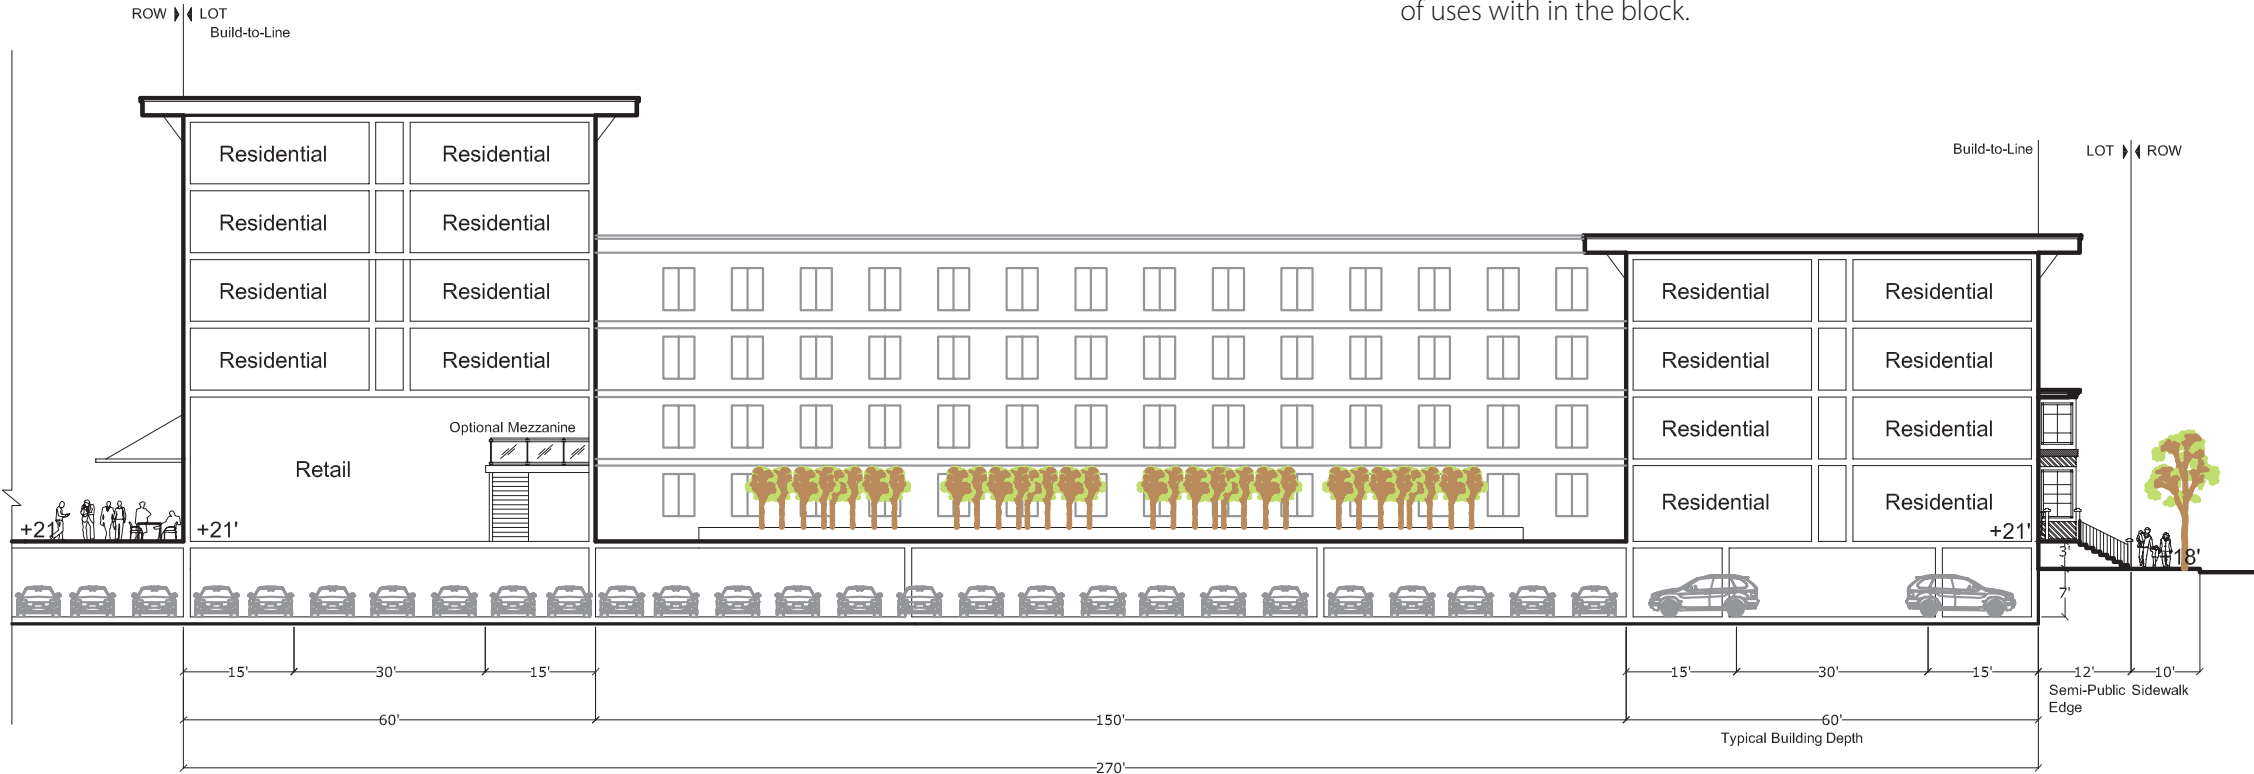 of uses with in the block.
ROW LOT
Build-to-Line
Build-to-Line
LOT ROW
Residential Residential
Residential Residential
Residential Residential
Residential Residential
Residential Residential
Residential Residential
Residential Residential
Residential Residential
Optional Mezzanine
Retail
+21'
+21'
+21'
+18'
3'
7'
15' 30' 15' 15' 30' 15' 12' 10'
Semi-Public Sidewalk
Edge
60' 150' 60'
Typical Building Depth
270'